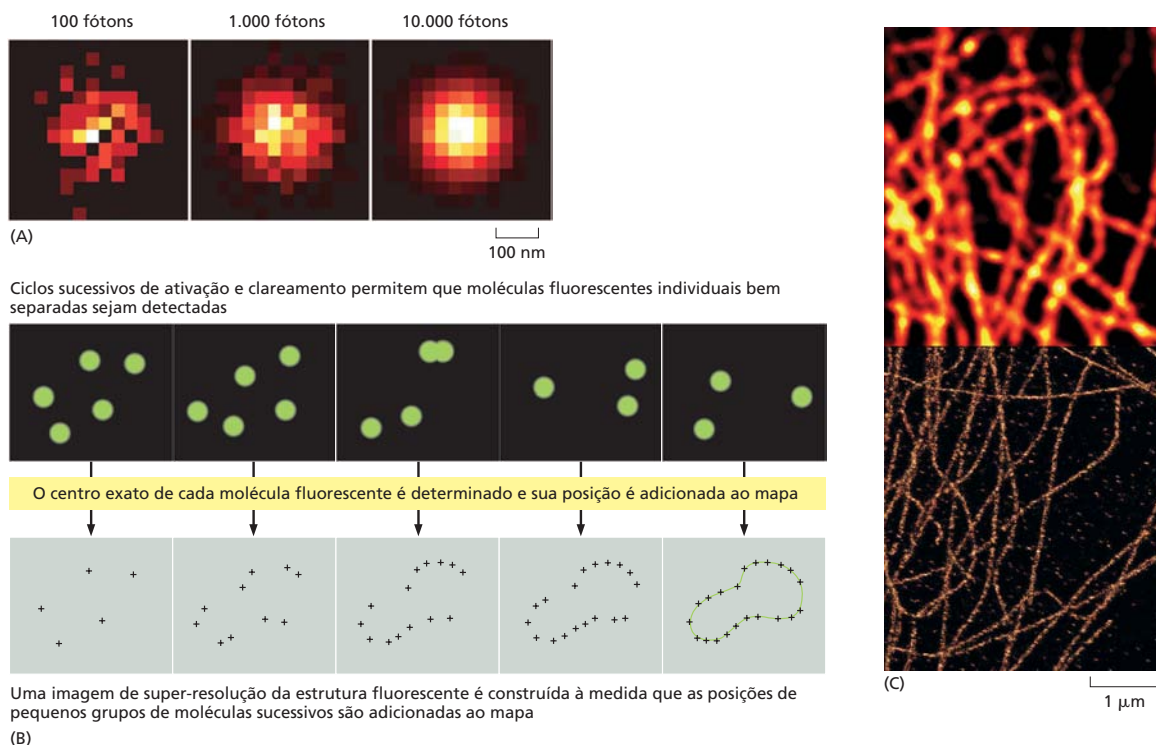 100 fótons 1.000 fótons 10.000 fótons
(A)
100 nm
Ciclos sucessivos de ativação e clareamento permitem que moléculas fluorescentes individuais bem
separadas sejam detectadas
O centro exato de cada molécula fluorescente é determinado e sua posição é adicionada ao mapa
Uma imagem de super-resolução da estrutura fluorescente é construída à medida que as posições de
pequenos grupos de moléculas sucessivos são adicionadas ao mapa
(B)
(C)
1 μm